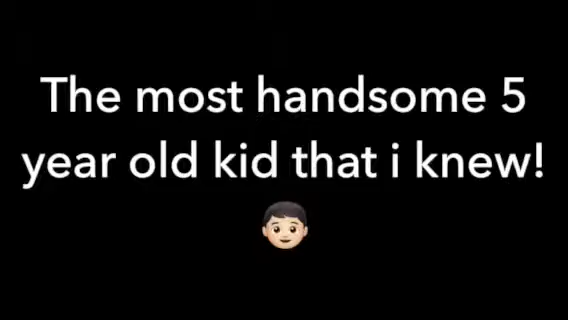 The most handsome 5
year old kid that i knew!
👦🏻